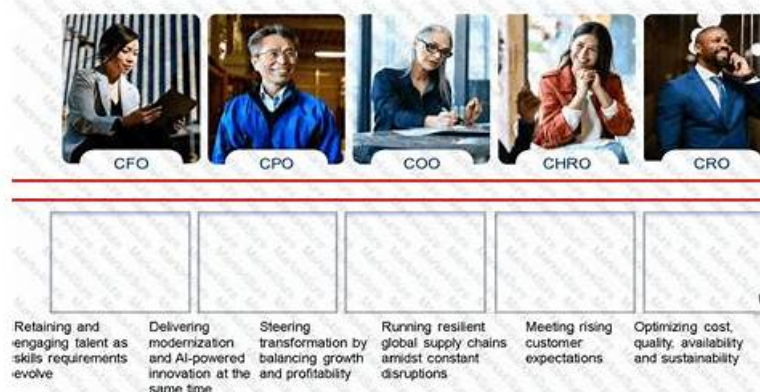 CFO CPO COO CHRO CRO
Retaining and
engaging talent as
skills requirements
evolve
Delivering
modernization
and AI-powered
innovation at the
same time
Steering
transformation by
balancing growth
and profitability
Running resilient
global supply chains
amidst constant
disruptions
Meeting rising
customer
expectations
Optimizing cost,
quality, availability
and sustainability